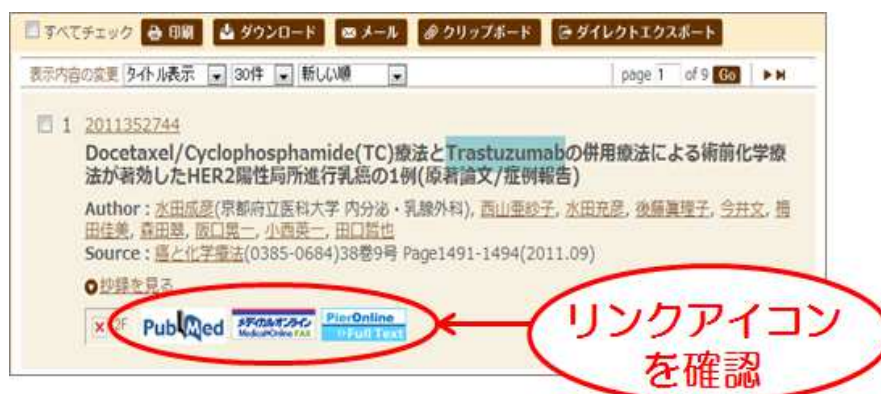 すべてチェック 印刷 ダウンロード メール クリップボード ダイレクトエクスポート
表示内容の変更 タイトル表示 30件 新しい順 page 1 of 9 Go
1 2011352744
Docetaxel/Cyclophosphamide(TC)療法とTrastuzumabの併用療法による術前化学療
法が著効したHER2陽性局所進行乳癌の1例(原著論文/症例報告)
Author : 水田成彦(京都府立医科大学 内分泌・乳腺外科), 西山亜紗子, 水田充彦, 後藤眞理子, 今井文, 梅
田佳美, 森田翠, 阪口晃一, 小西英一, 田口哲也
Source : 癌と化学療法(0385-0684)38巻9号 Page1491-1494(2011.09)
抄録を見る
PubMed メディカルオンライン PierOnline
MedicalOnline FAX Full Text
リンクアイコン
を確認